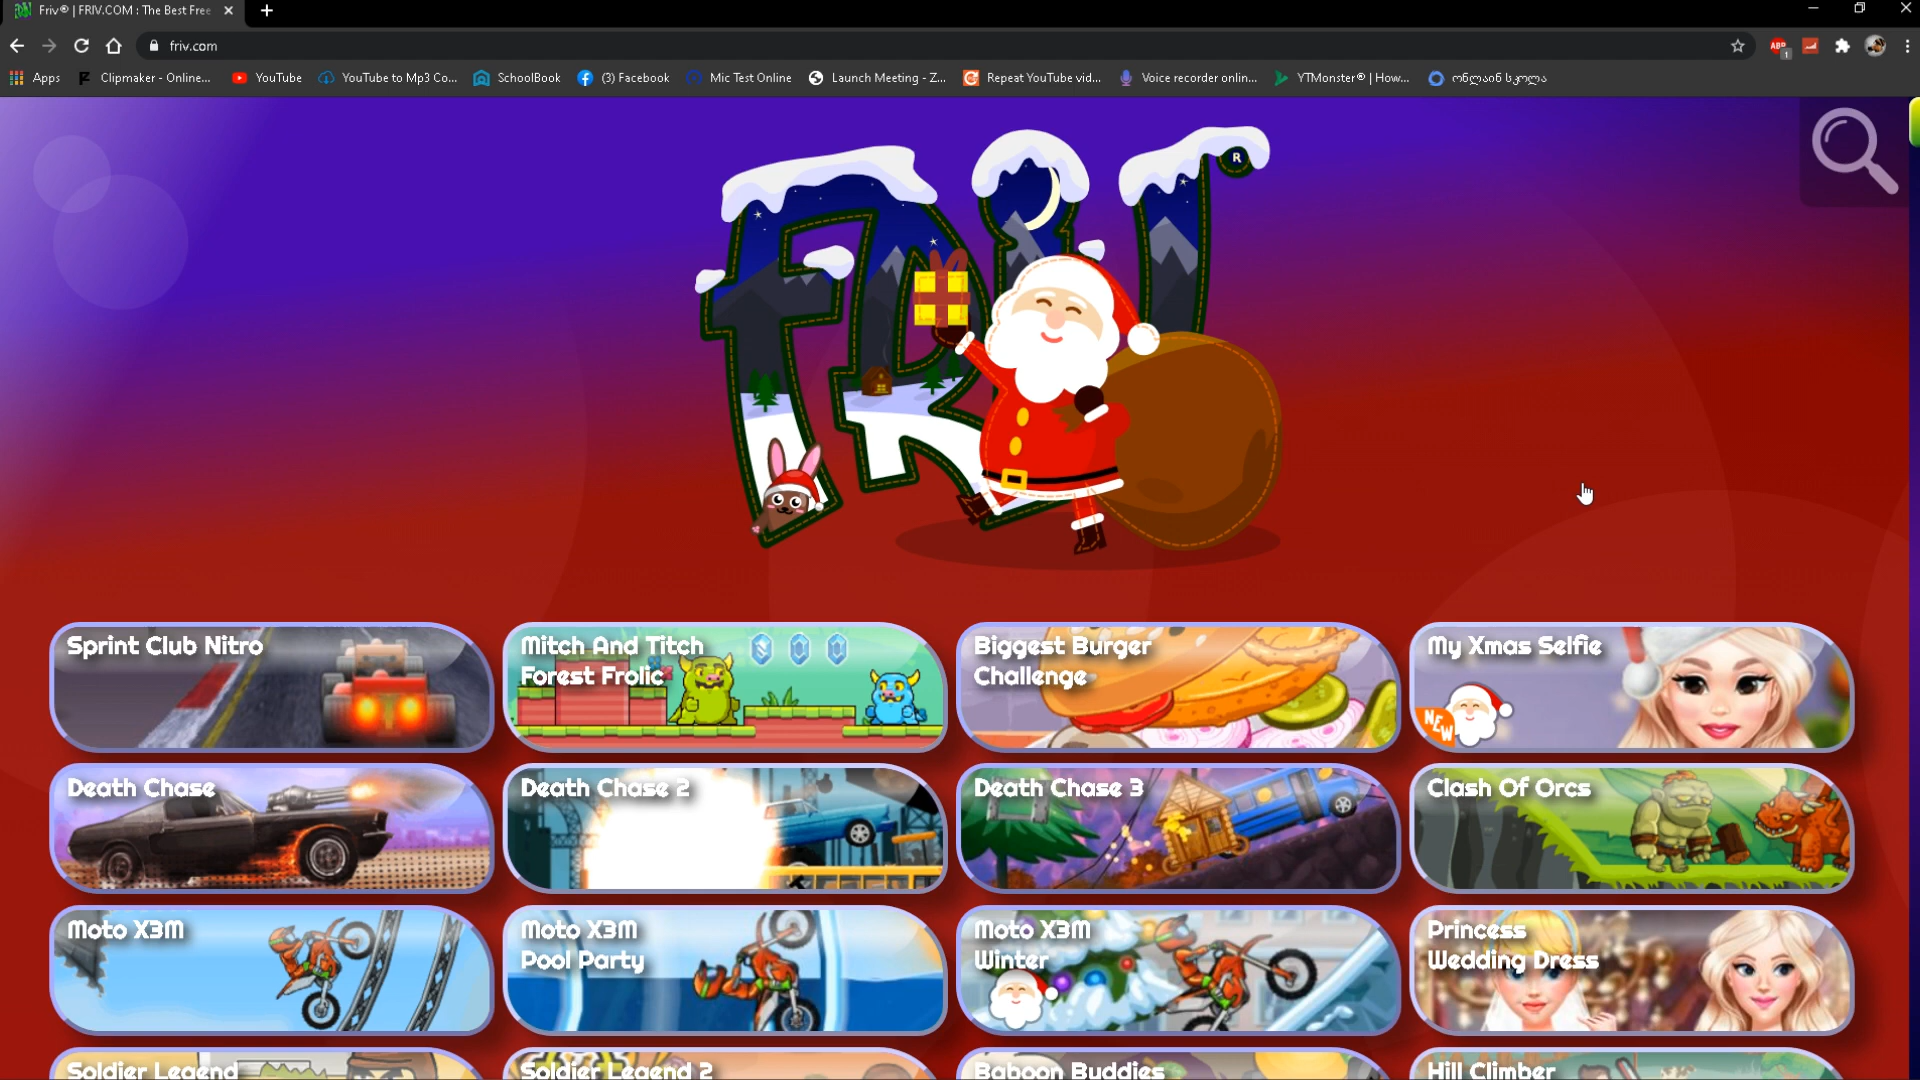 Friv® | FRIV.COM : The Best Free
friv.com
ABP
1
Apps
Clipmaker - Online...
YouTube
YouTube to Mp3 Co...
SchoolBook
(3) Facebook
Mic Test Online
Launch Meeting - Z...
Repeat YouTube vid...
Voice recorder onlin...
YTMonster® | How...
ონლაინ სკოლა
FRiV
R
Sprint Club Nitro
Mitch And Titch
Forest Frolic
Biggest Burger
Challenge
My Xmas Selfie
NEW
Death Chase
Death Chase 2
Death Chase 3
Clash Of Orcs
Moto X3M
Moto X3M
Pool Party
Moto X3M
Winter
Princess
Wedding Dress
Soldier Legend
Soldier Legend 2
Baboon Buddies
Hill Climber